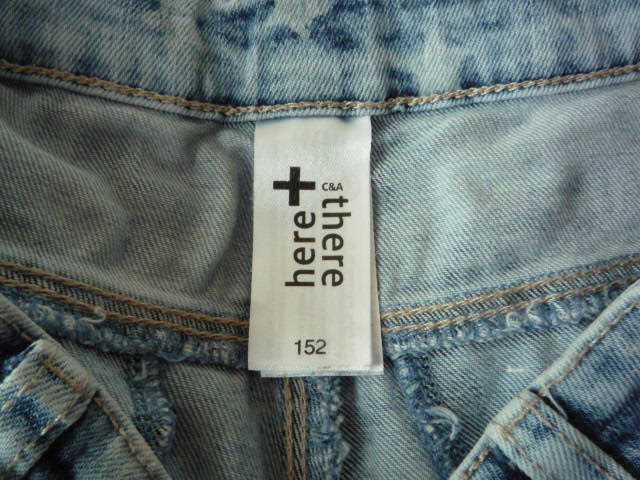 here +
C&A
there
152